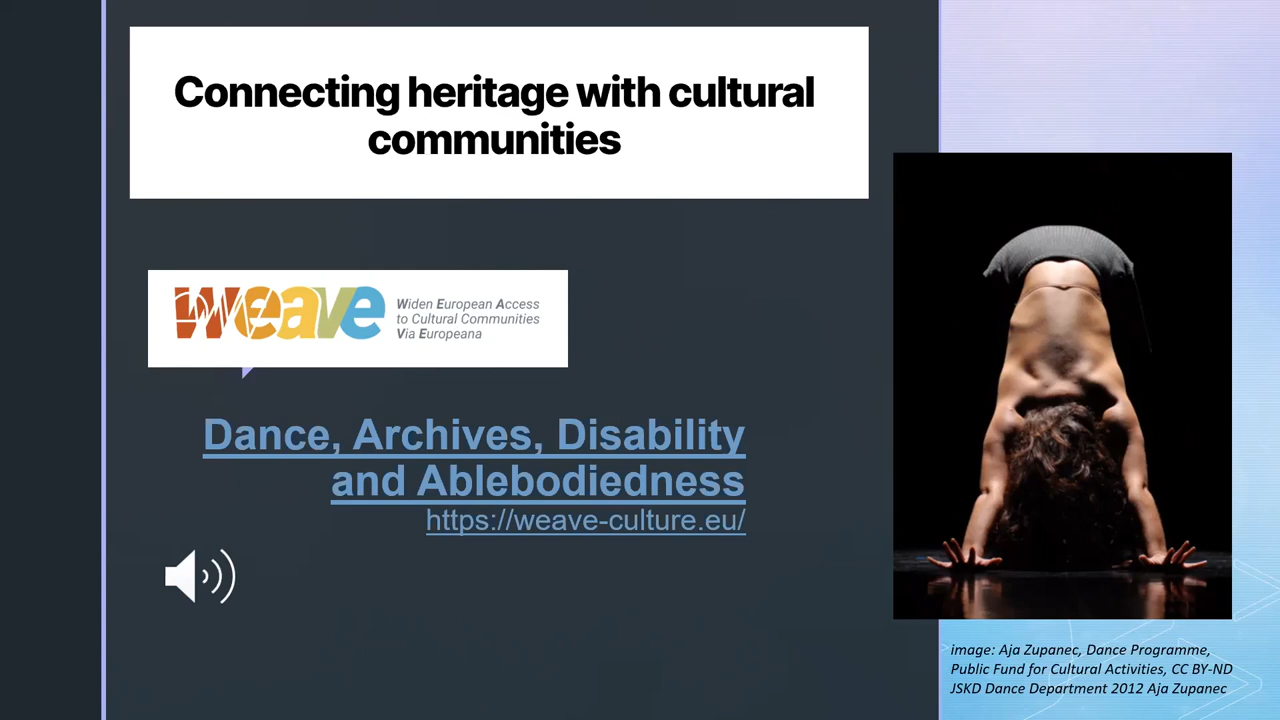 Connecting heritage with cultural
communities
weave
Widen European Access
to Cultural Communities
Via Europeana
Dance, Archives, Disability
and Ablebodiedness
https://weave-culture.eu/
image: Aja Zupanec, Dance Programme,
Public Fund for Cultural Activities, CC BY-ND
JSKD Dance Department 2012 Aja Zupanec